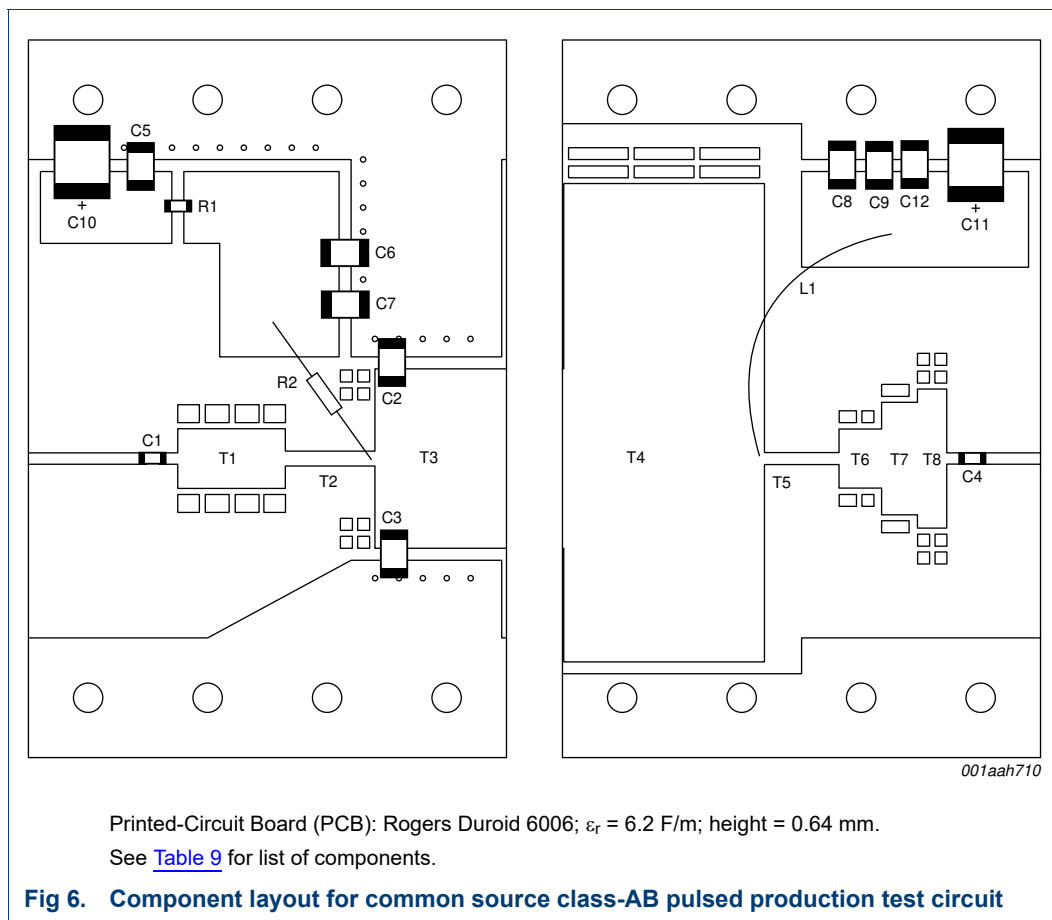 C5
+
C10
R1
C6
C7
R2
C2
C1
T1
T2
T3
C3
C8
C9
C12
+
C11
L1
T4
T5
T6
T7
T8
C4
001aah710
Printed-Circuit Board (PCB): Rogers Duroid 6006; εr = 6.2 F/m; height = 0.64 mm.
See Table 9 for list of components.
Fig 6. Component layout for common source class-AB pulsed production test circuit